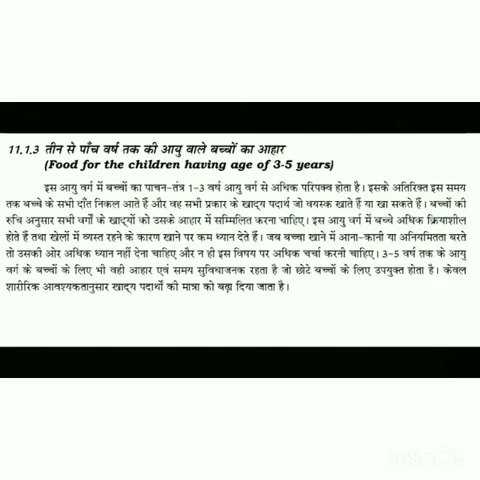 11.1.3 तीन से पाँच वर्ष तक की आयु वाले बच्चों का आहार
(Food for the children having age of 3-5 years)
इस आयु वर्ग में बच्चों का पाचन-तंत्र 1-3 वर्ष आयु वर्ग से अधिक परिपक्व होता है। इसके अतिरिक्त इस समय
तक बच्चे के सभी दाँत निकल आते हैं और वह सभी प्रकार के खाद्य पदार्थ जो वयस्क खाते हैं या खा सकते हैं। बच्चों की
रुचि अनुसार सभी वर्गों के खाद्यों को उसके आहार में सम्मिलित करना चाहिए। इस आयु वर्ग में बच्चे अधिक क्रियाशील
होते हैं तथा खेलों में व्यस्त रहने के कारण खाने पर कम ध्यान देते हैं। जब बच्चा खाने में आना-कानी या अनियमितता बरते
तो उसकी ओर अधिक ध्यान नहीं देना चाहिए और न ही इस विषय पर अधिक चर्चा करनी चाहिए। 3-5 वर्ष तक के आयु
वर्ग के बच्चों के लिए भी वही आहार एवं समय सुविधाजनक रहता है जो छोटे बच्चों के लिए उपयुक्त होता है। केवल
शारीरिक आवश्यकतानुसार खाद्य पदार्थों की मात्रा को बढ़ा दिया जाता है।